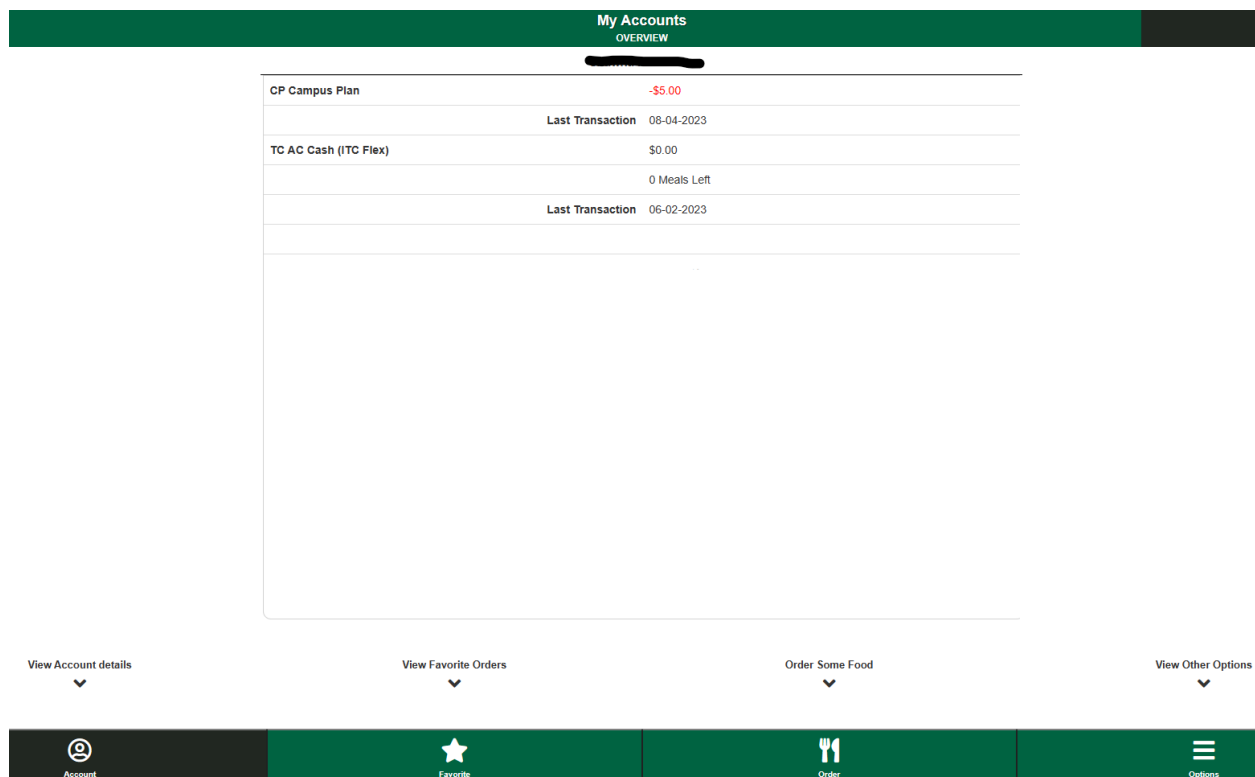 My Accounts
OVERVIEW
CP Campus Plan -$5.00
Last Transaction 08-04-2023
TC AC Cash (ITC Flex) $0.00
0 Meals Left
Last Transaction 06-02-2023
View Account details
View Favorite Orders
Order Some Food
View Other Options
Account
Favorite
Order
Options